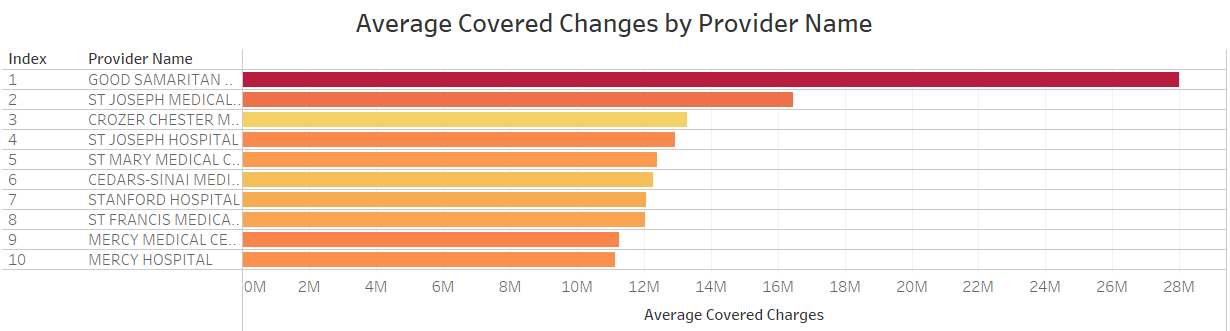 Average Covered Changes by Provider Name
Index Provider Name
1 GOOD SAMARITAN ..
2 ST JOSEPH MEDICAL..
3 CROZER CHESTER M..
4 ST JOSEPH HOSPITAL
5 ST MARY MEDICAL C..
6 CEDARS-SINAI MEDI..
7 STANFORD HOSPITAL
8 ST FRANCIS MEDICA..
9 MERCY MEDICAL CE..
10 MERCY HOSPITAL
0M 2M 4M 6M 8M 10M 12M 14M 16M 18M 20M 22M 24M 26M 28M
Average Covered Charges